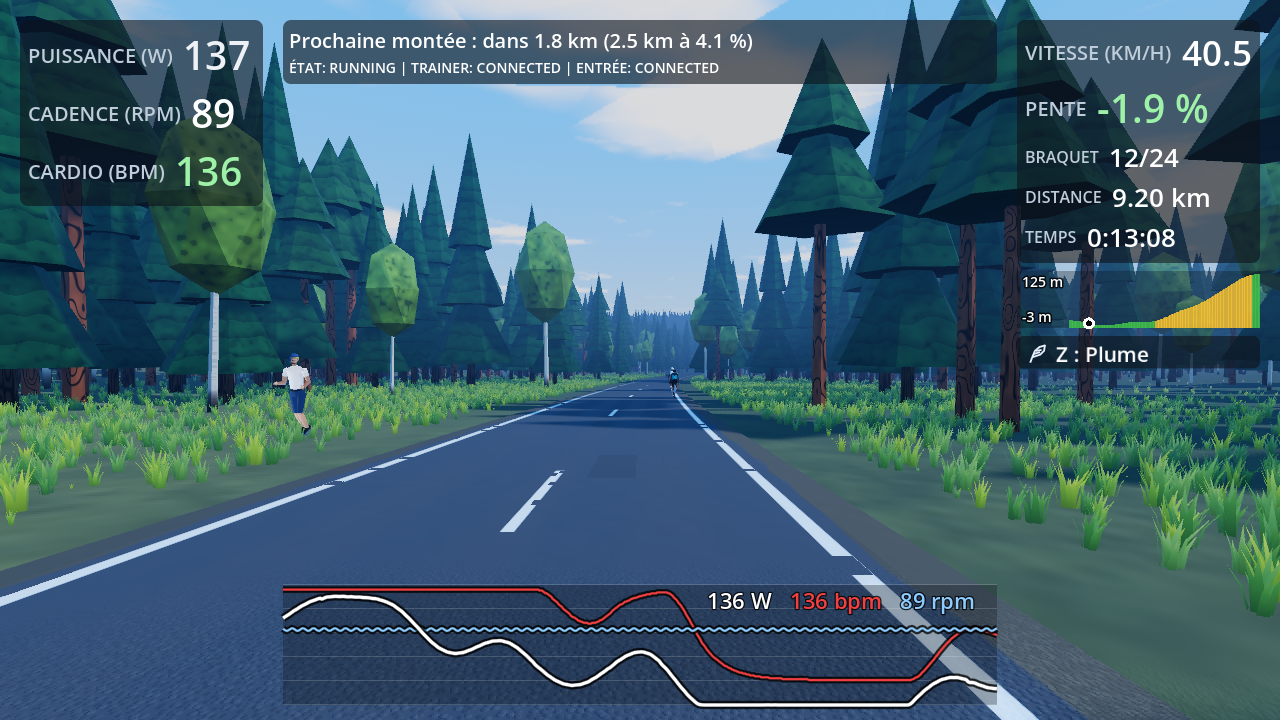 PUISSANCE (W) 137
CADENCE (RPM) 89
CARDIO (BPM) 136
Prochaine montée : dans 1.8 km (2.5 km à 4.1 %)
ÉTAT: RUNNING | TRAINER: CONNECTED | ENTRÉE: CONNECTED
VITESSE (KM/H) 40.5
PENTE -1.9 %
BRAQUET 12/24
DISTANCE 9.20 km
TEMPS 0:13:08
125 m
-3 m
Z : Plume
136 W 136 bpm 89 rpm